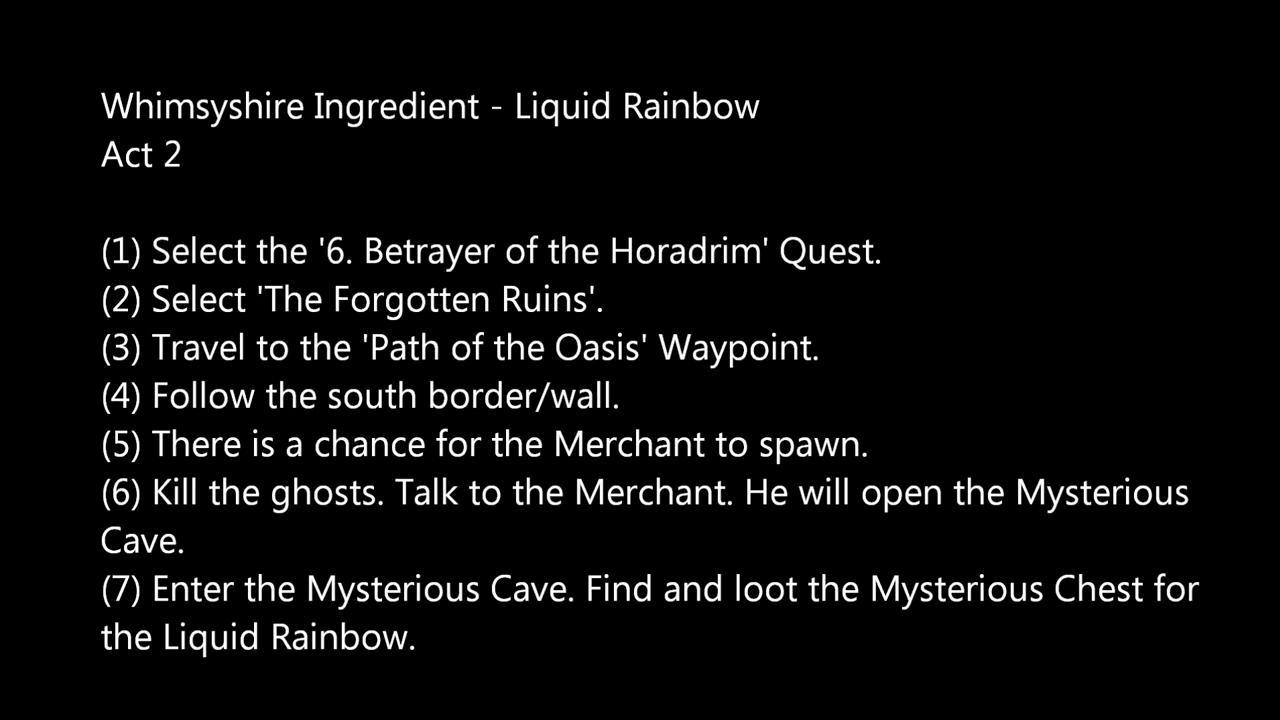 Whimsyshire Ingredient - Liquid Rainbow
Act 2
(1) Select the '6. Betrayer of the Horadrim' Quest.
(2) Select 'The Forgotten Ruins'.
(3) Travel to the 'Path of the Oasis' Waypoint.
(4) Follow the south border/wall.
(5) There is a chance for the Merchant to spawn.
(6) Kill the ghosts. Talk to the Merchant. He will open the Mysterious
Cave.
(7) Enter the Mysterious Cave. Find and loot the Mysterious Chest for
the Liquid Rainbow.